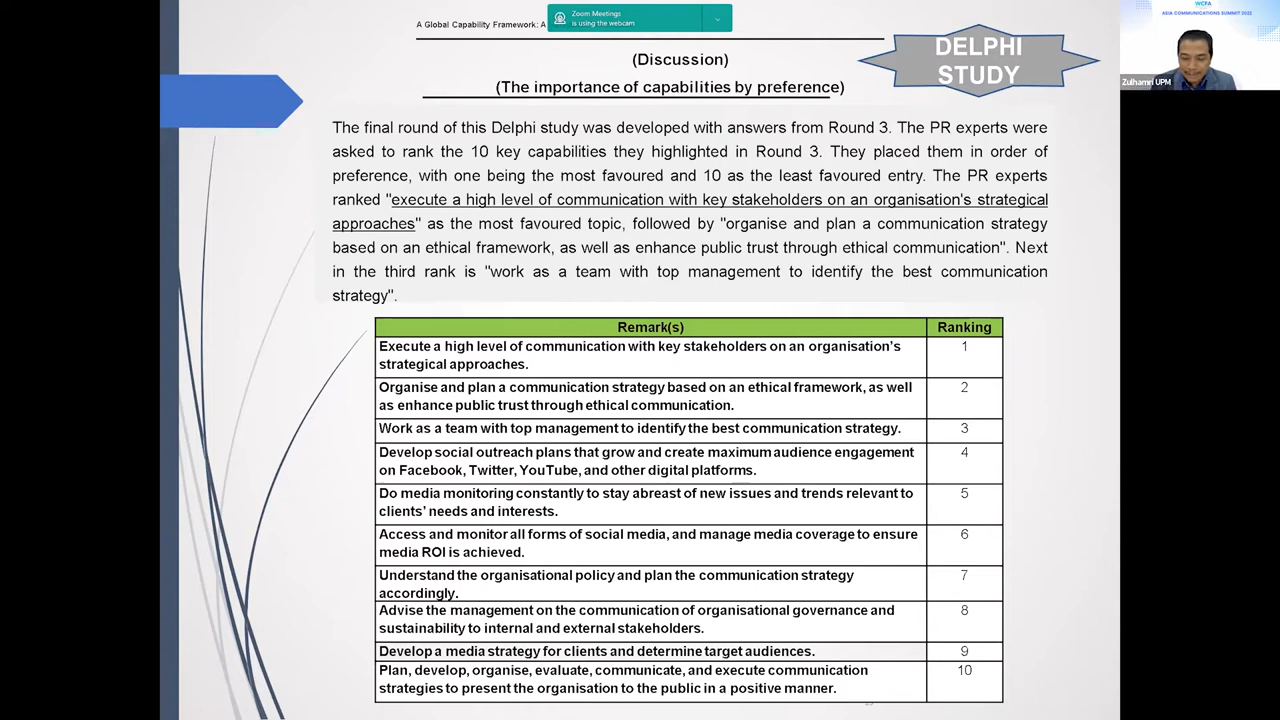 A Global Capability Framework: A
Zoom Meetings
is using the webcam
WCFA
ASIA COMMUNICATIONS SUMMIT 2022
Zulhamri UPM
(Discussion)
(The importance of capabilities by preference)
DELPHI
STUDY
The final round of this Delphi study was developed with answers from Round 3. The PR experts were
asked to rank the 10 key capabilities they highlighted in Round 3. They placed them in order of
preference, with one being the most favoured and 10 as the least favoured entry. The PR experts
ranked "execute a high level of communication with key stakeholders on an organisation's strategical
approaches" as the most favoured topic, followed by "organise and plan a communication strategy
based on an ethical framework, as well as enhance public trust through ethical communication". Next
in the third rank is "work as a team with top management to identify the best communication
strategy".
Remark(s) Ranking
Execute a high level of communication with key stakeholders on an organisation's 1
strategical approaches.
Organise and plan a communication strategy based on an ethical framework, as well 2
as enhance public trust through ethical communication.
Work as a team with top management to identify the best communication strategy. 3
Develop social outreach plans that grow and create maximum audience engagement 4
on Facebook, Twitter, YouTube, and other digital platforms.
Do media monitoring constantly to stay abreast of new issues and trends relevant to 5
clients' needs and interests.
Access and monitor all forms of social media, and manage media coverage to ensure 6
media ROI is achieved.
Understand the organisational policy and plan the communication strategy 7
accordingly.
Advise the management on the communication of organisational governance and 8
sustainability to internal and external stakeholders.
Develop a media strategy for clients and determine target audiences. 9
Plan, develop, organise, evaluate, communicate, and execute communication 10
strategies to present the organisation to the public in a positive manner.